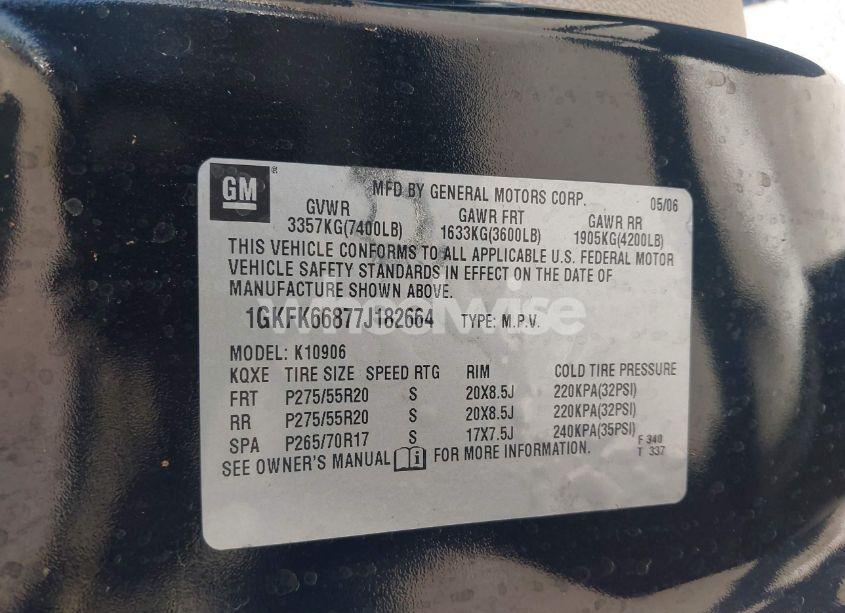 GM
®
MFD BY GENERAL MOTORS CORP. 05/06
GVWR GAWR FRT GAWR RR
3357KG(7400LB) 1633KG(3600LB) 1905KG(4200LB)
THIS VEHICLE CONFORMS TO ALL APPLICABLE U.S. FEDERAL MOTOR
VEHICLE SAFETY STANDARDS IN EFFECT ON THE DATE OF
MANUFACTURE SHOWN ABOVE.
1GKFK66877J182664 TYPE: M.P.V.
MODEL: K10906
KQXE TIRE SIZE SPEED RTG RIM COLD TIRE PRESSURE
FRT P275/55R20 S 20X8.5J 220KPA(32PSI)
RR P275/55R20 S 20X8.5J 220KPA(32PSI)
SPA P265/70R17 S 17X7.5J 240KPA(35PSI)
SEE OWNER'S MANUAL i FOR MORE INFORMATION.
F 340
T 337